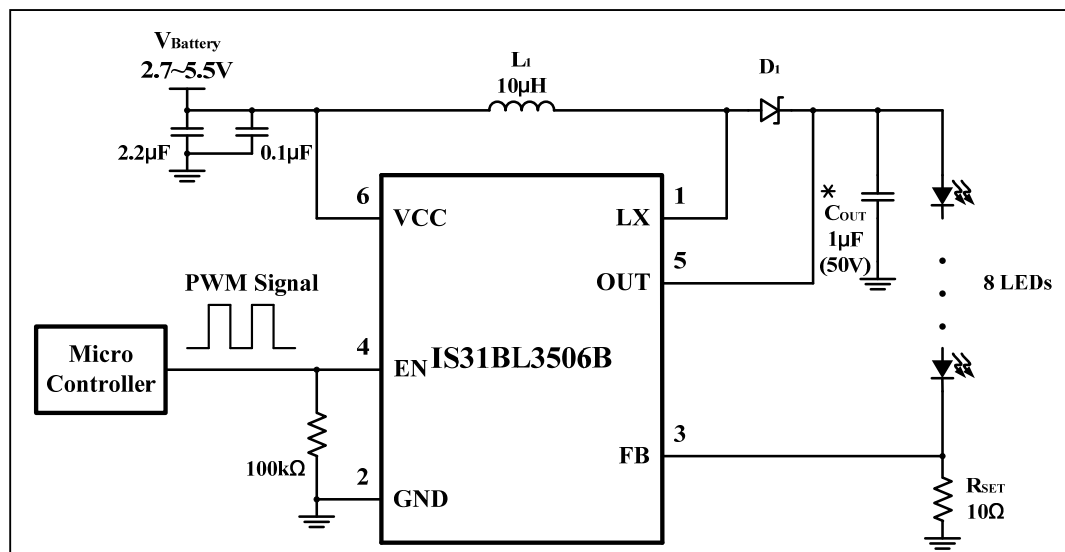 VBattery
2.7~5.5V
2.2µF
0.1µF
L1
10µH
D1
6
VCC
1
LX
5
OUT
*
COUT
1µF
(50V)
8 LEDs
PWM Signal
Micro
Controller
4
EN
IS31BL3506B
3
FB
100kΩ
2
GND
RSET
10Ω